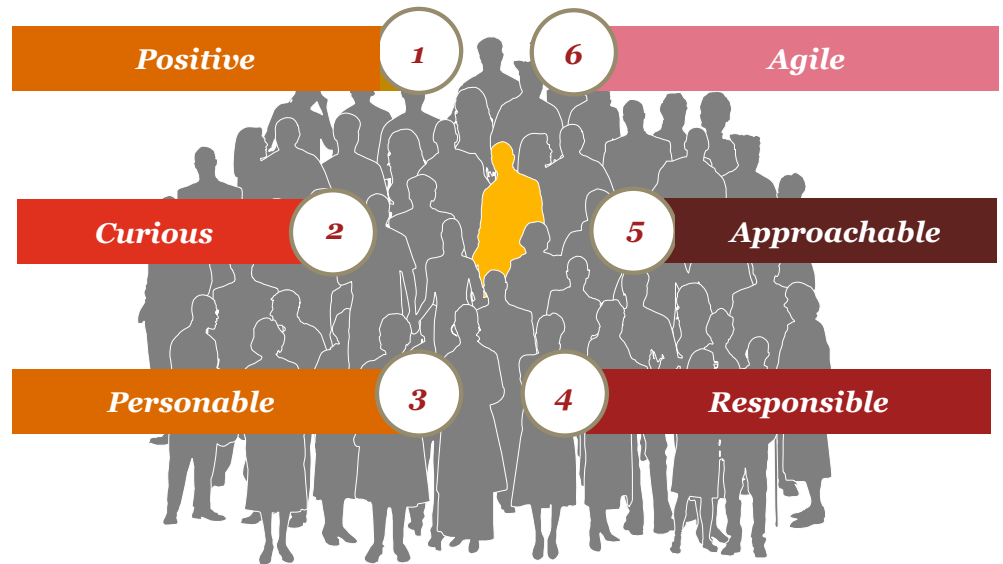 Positive 1
6 Agile
Curious 2
5 Approachable
Personable 3
4 Responsible